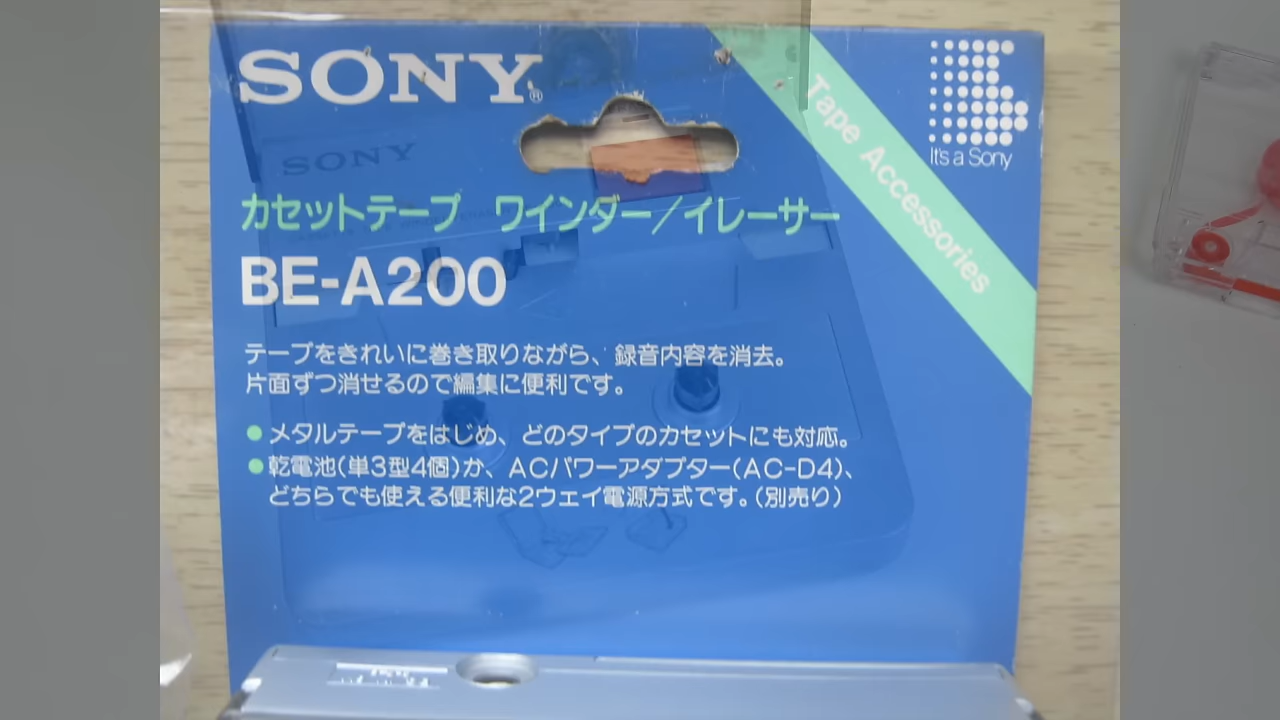 SONY®
Tape Accessories
It's a Sony
SONY
カセットテープ ワインダー/イレーサー
BE-A200
テープをきれいに巻き取りながら、録音内容を消去。
片面ずつ消せるので編集に便利です。
●メタルテープをはじめ、どのタイプのカセットにも対応。
●乾電池(単3型4個)か、ACパワーアダプター(AC-D4)、
どちらでも使える便利な2ウェイ電源方式です。(別売り)